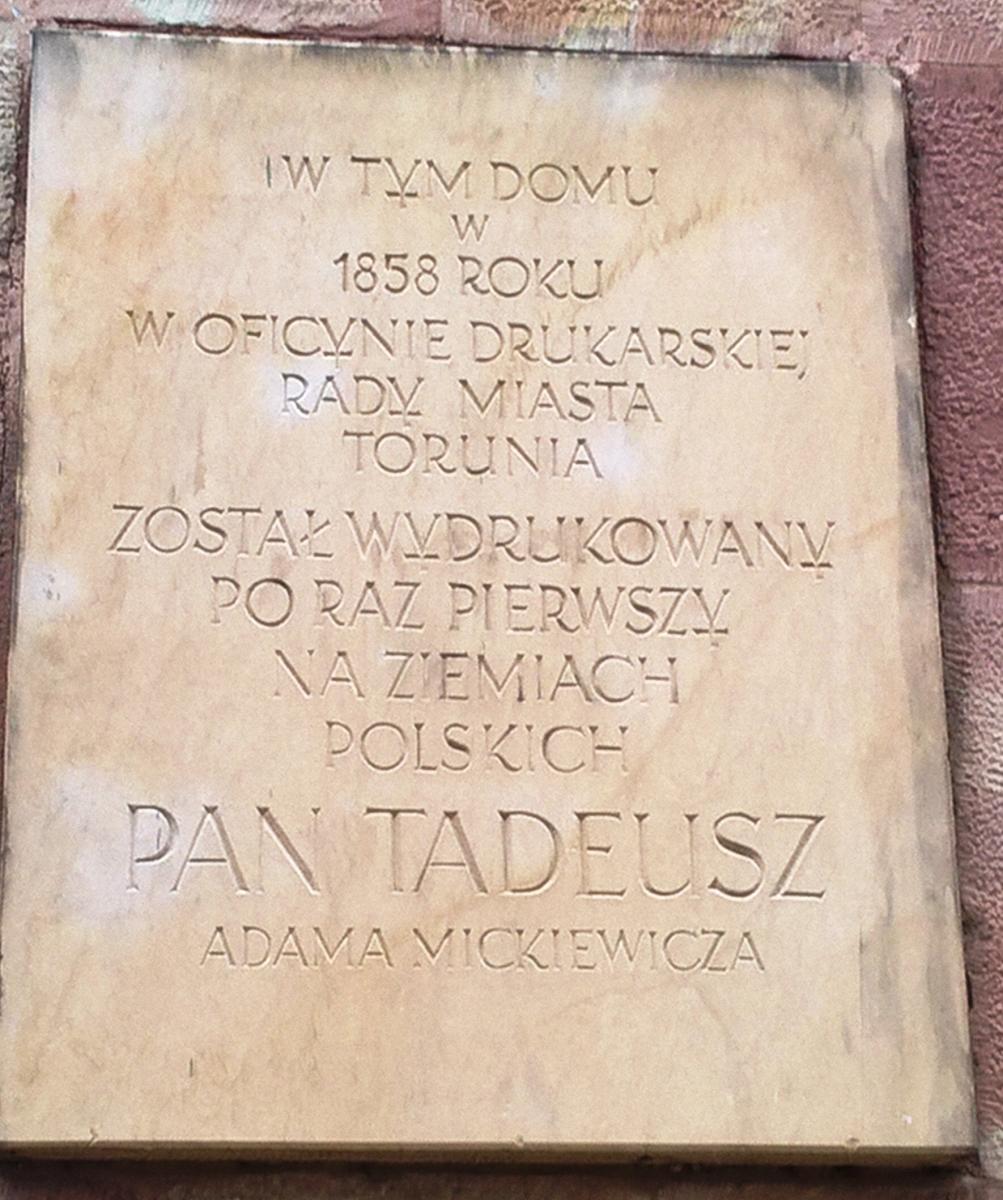 W TYM DOMU
W
1858 ROKU
W OFICYNIE DRUKARSKIEJ
RADY MIASTA
TORUNIA
ZOSTAŁ WYDRUKOWANY
PO RAZ PIERWSZY
NA ZIEMIACH
POLSKICH
PAN TADEUSZ
ADAMA MICKIEWICZA